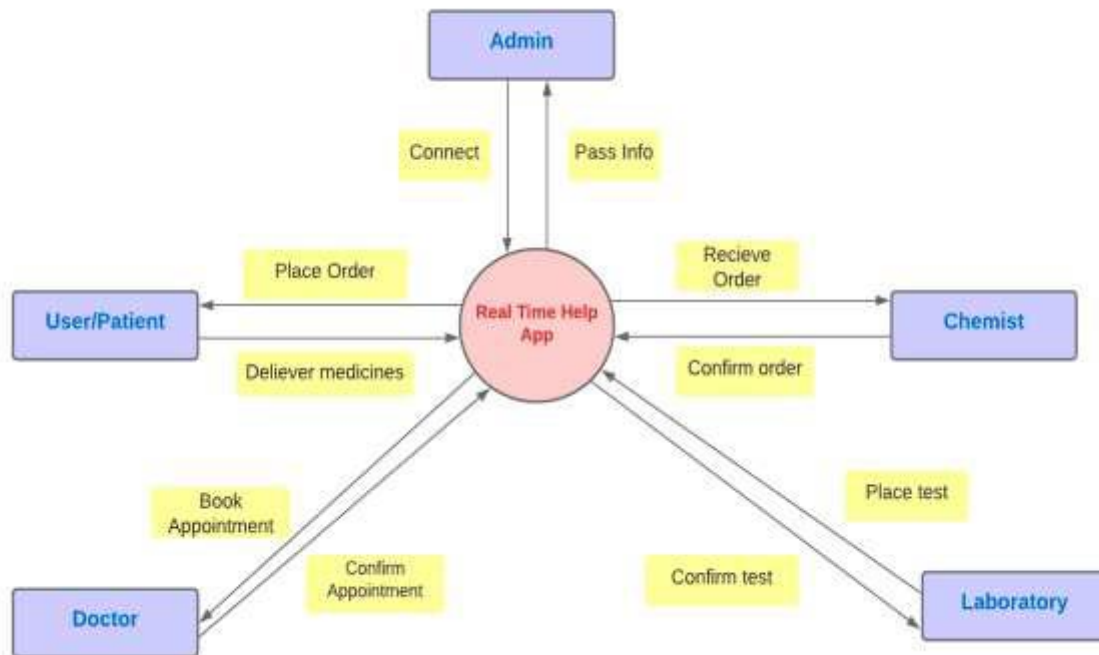 Admin
Connect
Pass Info
Place Order
Recieve
Order
User/Patient
Real Time Help
App
Chemist
Deliever medicines
Confirm order
Book
Appointment
Place test
Confirm
Appointment
Confirm test
Doctor
Laboratory